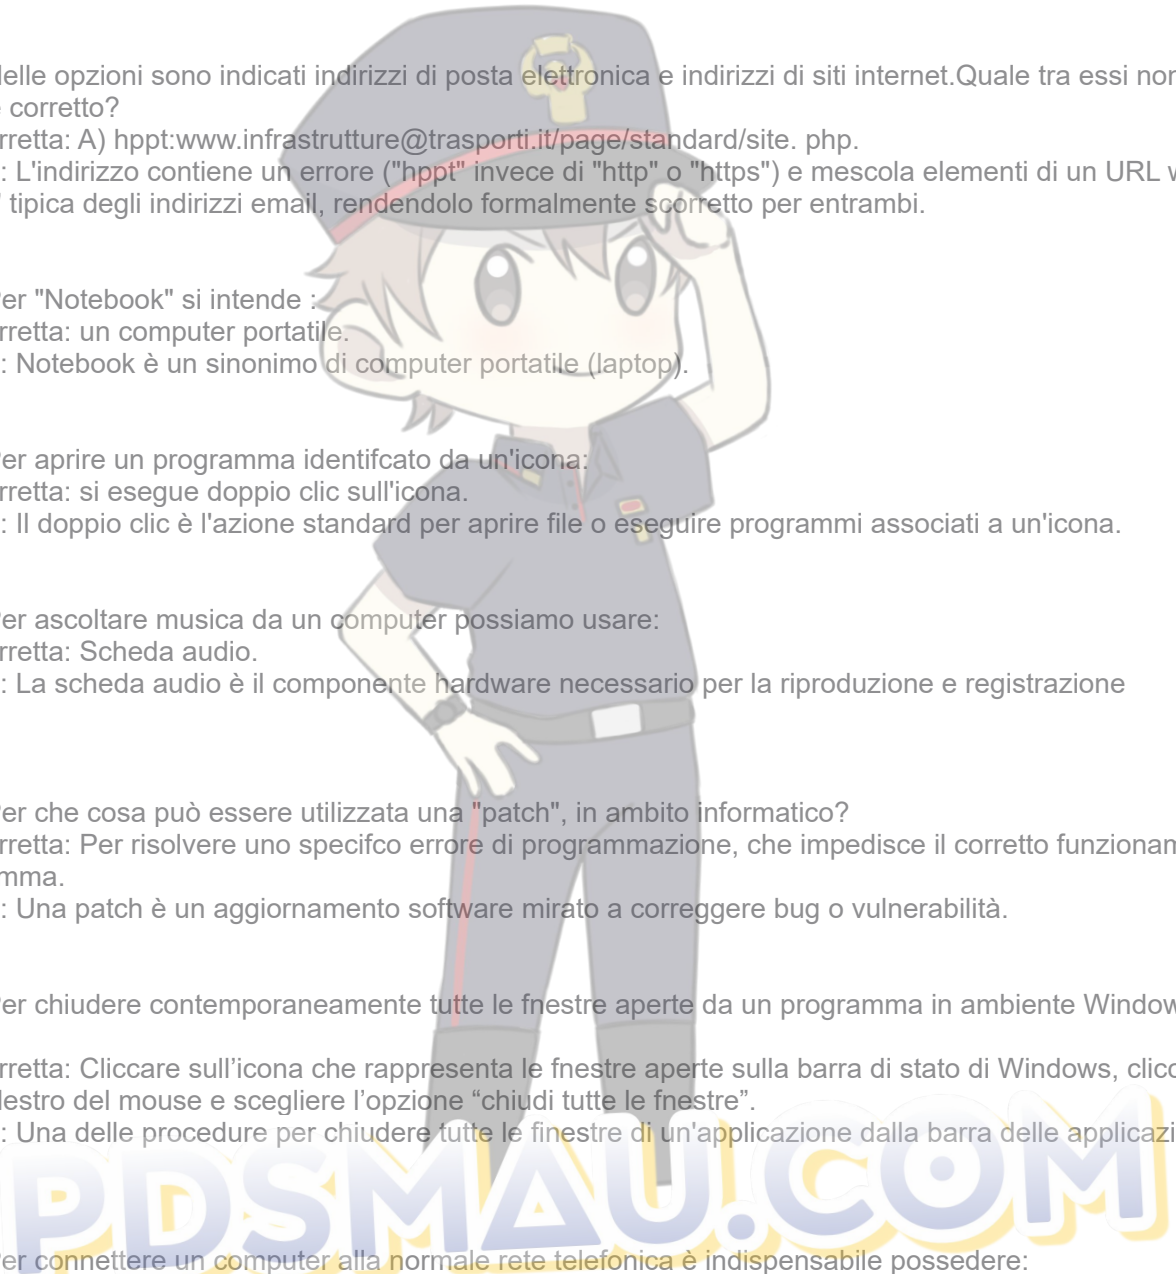 delle opzioni sono indicati indirizzi di posta elettronica e indirizzi di siti internet.Quale tra essi non
corretto?
rretta: A) hppt:www.infrastrutture@trasporti.it/page/standard/site. php.
: L'indirizzo contiene un errore ("hppt" invece di "http" o "https") e mescola elementi di un URL
tipica degli indirizzi email, rendendolo formalmente scorretto per entrambi.
Per "Notebook" si intende :
rretta: un computer portatile.
: Notebook è un sinonimo di computer portatile (laptop).
Per aprire un programma identifcato da un'icona:
rretta: si esegue doppio clic sull'icona.
: Il doppio clic è l'azione standard per aprire file o eseguire programmi associati a un'icona.
Per ascoltare musica da un computer possiamo usare:
rretta: Scheda audio.
: La scheda audio è il componente hardware necessario per la riproduzione e registrazione
Per che cosa può essere utilizzata una "patch", in ambito informatico?
rretta: Per risolvere uno specifco errore di programmazione, che impedisce il corretto funzionam
mma.
: Una patch è un aggiornamento software mirato a correggere bug o vulnerabilità.
Per chiudere contemporaneamente tutte le fnestre aperte da un programma in ambiente Window
rretta: Cliccare sull’icona che rappresenta le fnestre aperte sulla barra di stato di Windows, clicc
destro del mouse e scegliere l’opzione “chiudi tutte le fnestre”.
: Una delle procedure per chiudere tutte le finestre di un'applicazione dalla barra delle applicazi
PDSMAU.COM
Per connettere un computer alla normale rete telefonica è indispensabile possedere: